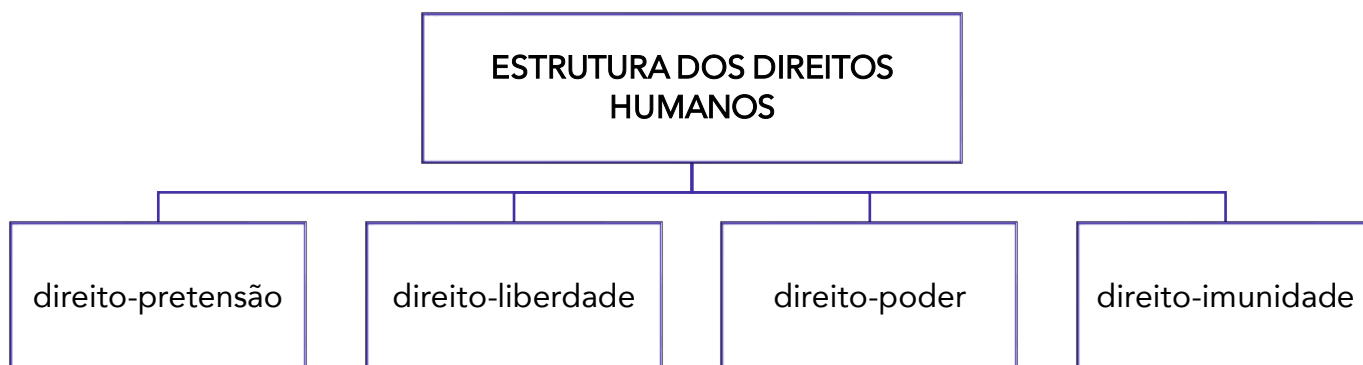 ESTRUTURA DOS DIREITOS
HUMANOS
direito-pretensão
direito-liberdade
direito-poder
direito-imunidade